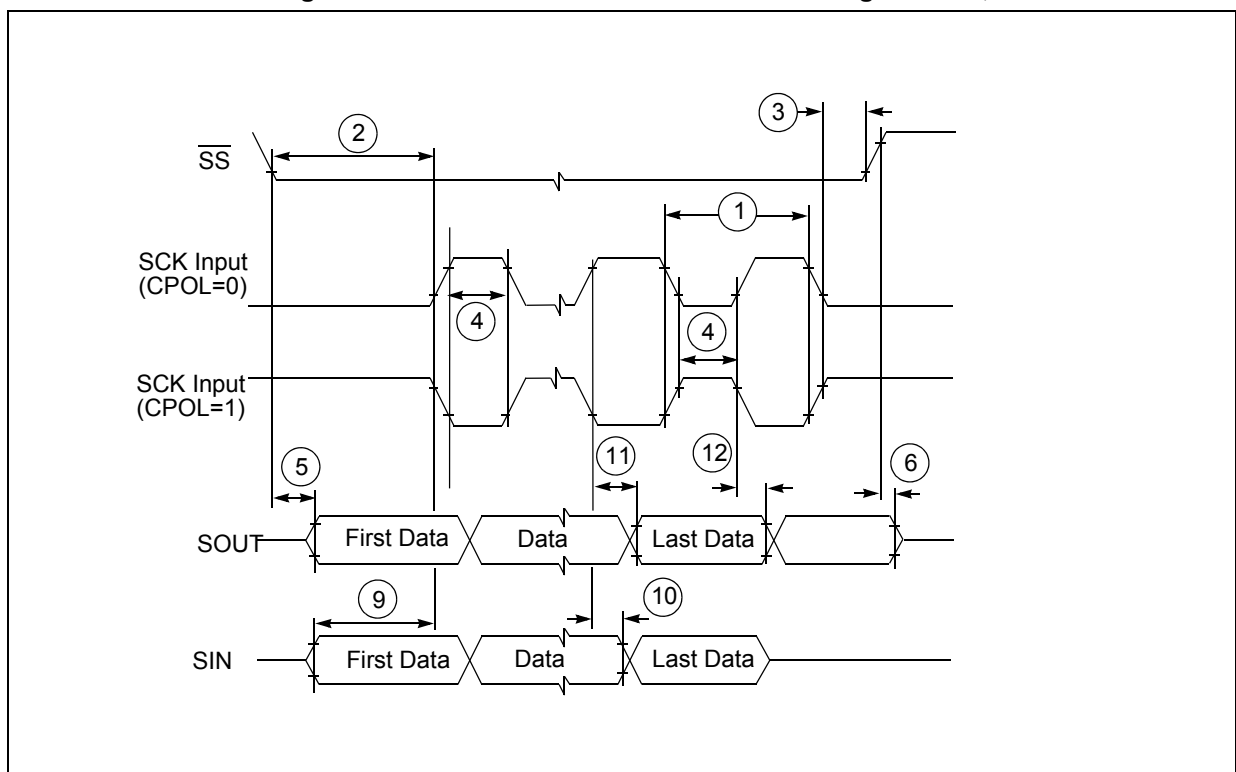 3
2
SS
1
SCK Input
(CPOL=0)
4
4
SCK Input
(CPOL=1)
11
12
5
6
SOUT
First Data
Data
Last Data
9
10
SIN
First Data
Data
Last Data